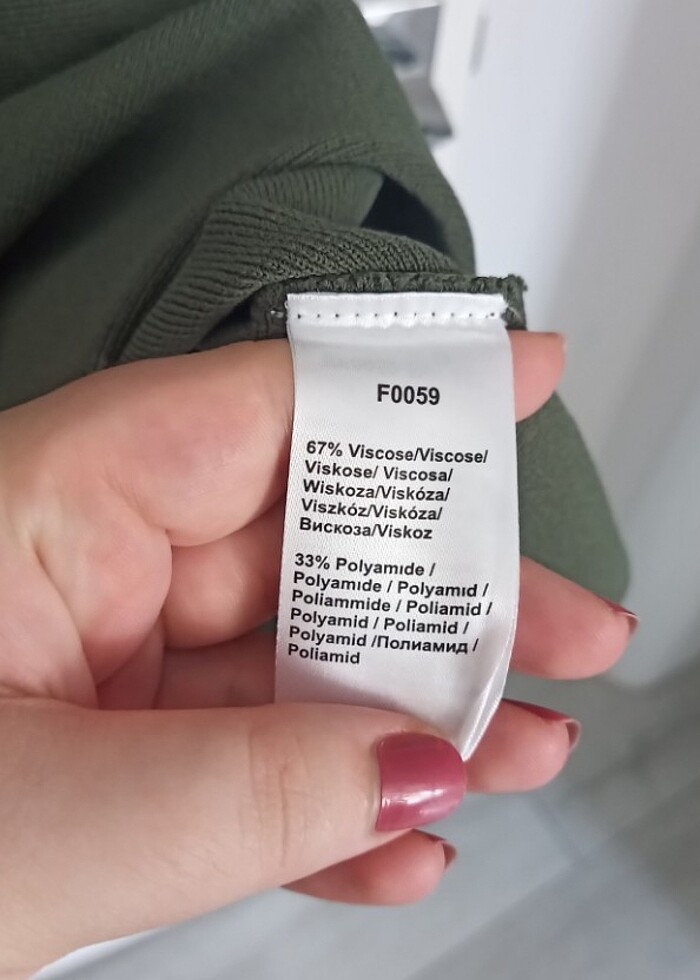 F0059
67% Viscose/Viscose/
Viskose/ Viscosa/
Wiskoza/Viskóza/
Viszkóz/Viskóza/
Вискоза/Viskoz
33% Polyamıde /
Polyamıde / Polyamıd /
Poliammide / Poliamid /
Polyamid / Poliamid /
Polyamid /Полиамид /
Poliamid